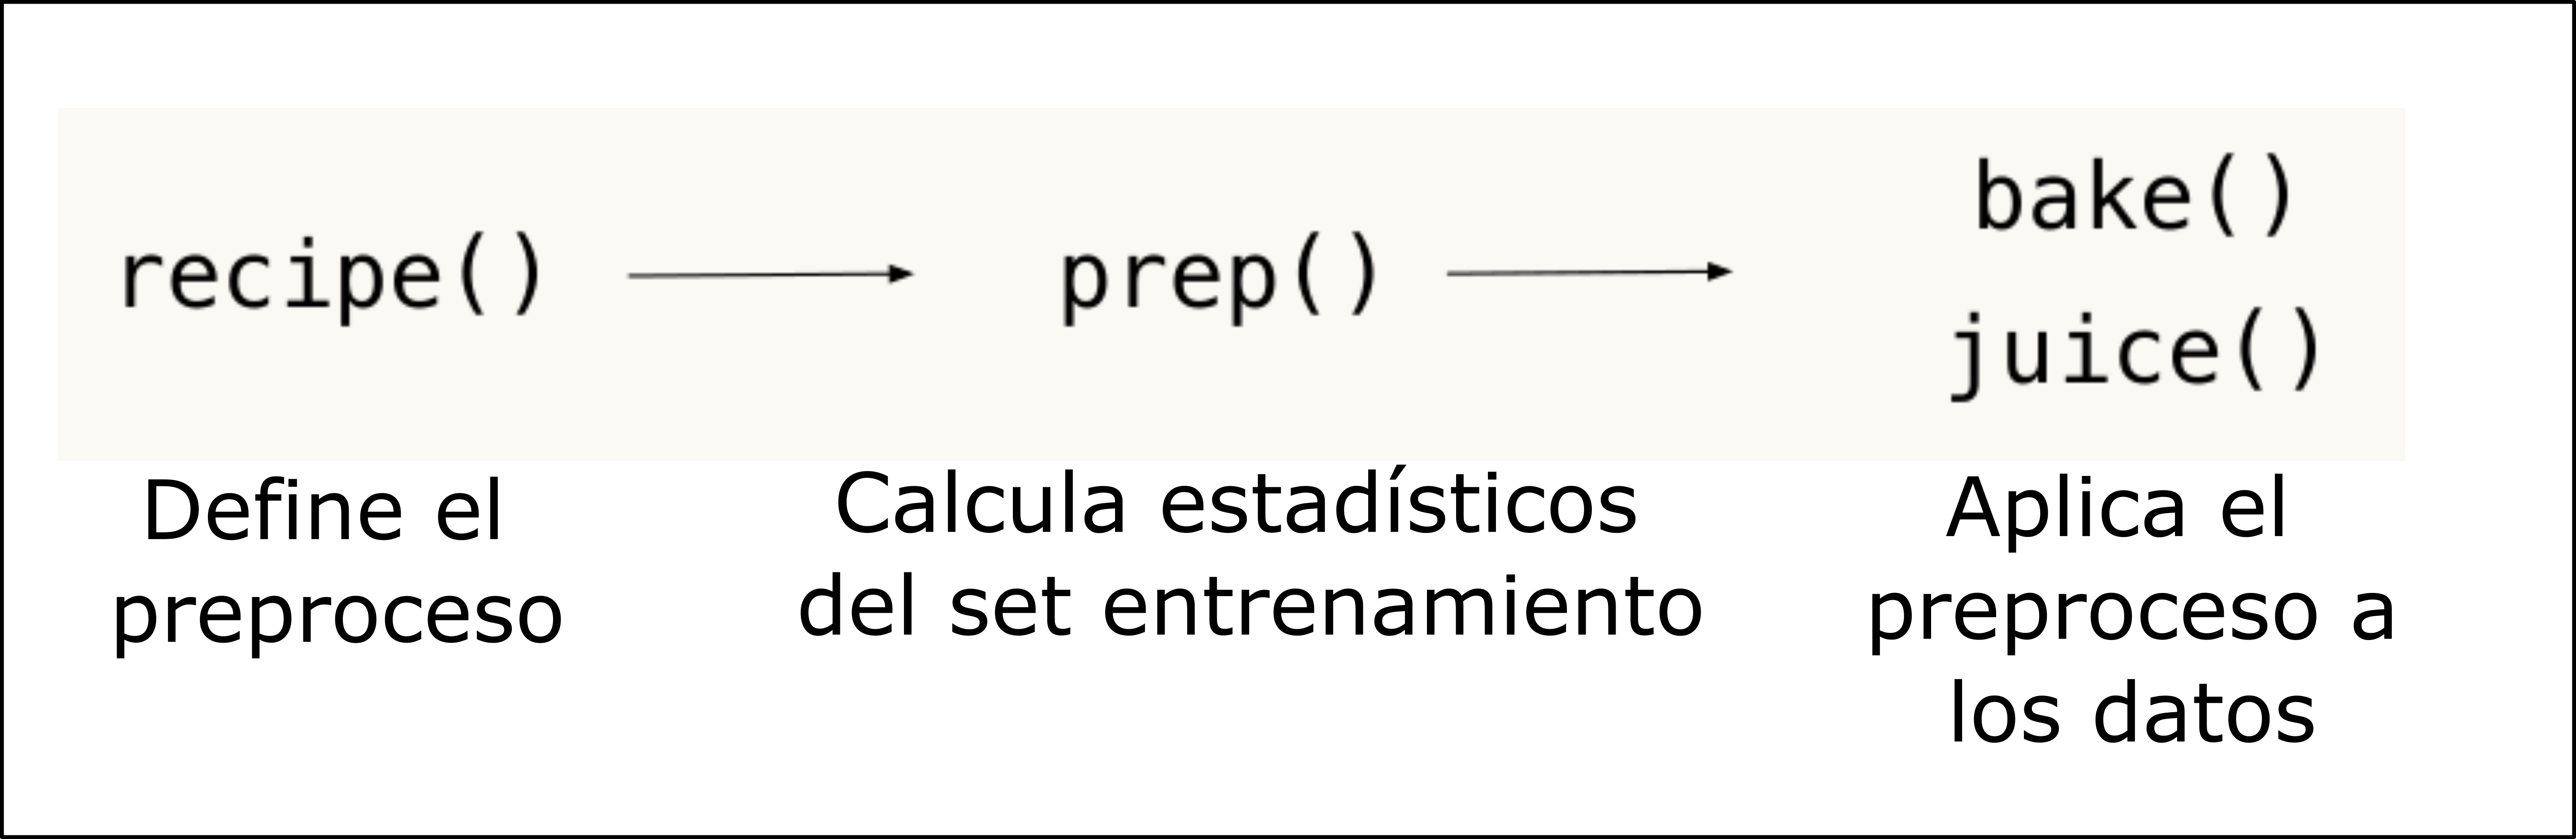 recipe()
prep()
bake()
juice()
Define el
preproceso
Calcula estadísticos
del set entrenamiento
Aplica el
preproceso a
los datos